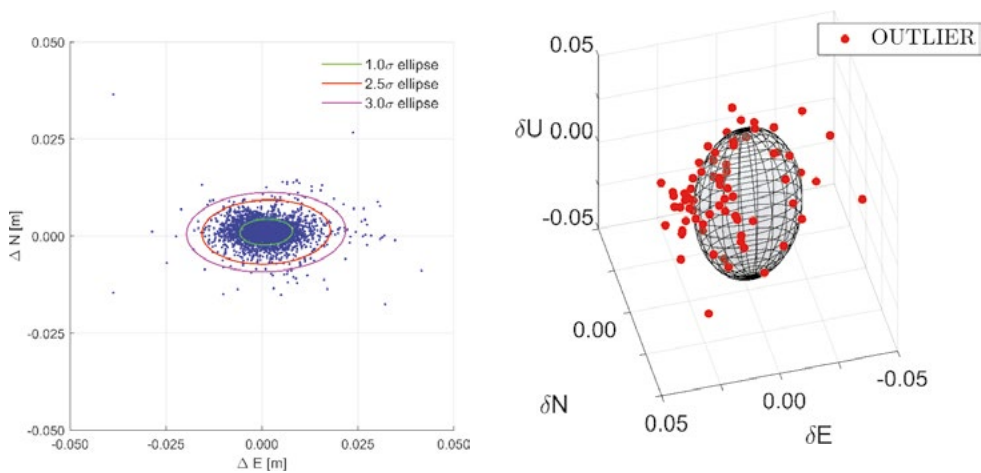 0.050
0.025
0.000
-0.025
-0.050
Δ N [m]
-0.050
-0.025
0.000
0.025
0.050
Δ E [m]
1.0σ ellipse
2.5σ ellipse
3.0σ ellipse
OUTLIER
0.05
δU
0.00
-0.05
0.00
δN
0.05
0.00
δE
-0.05